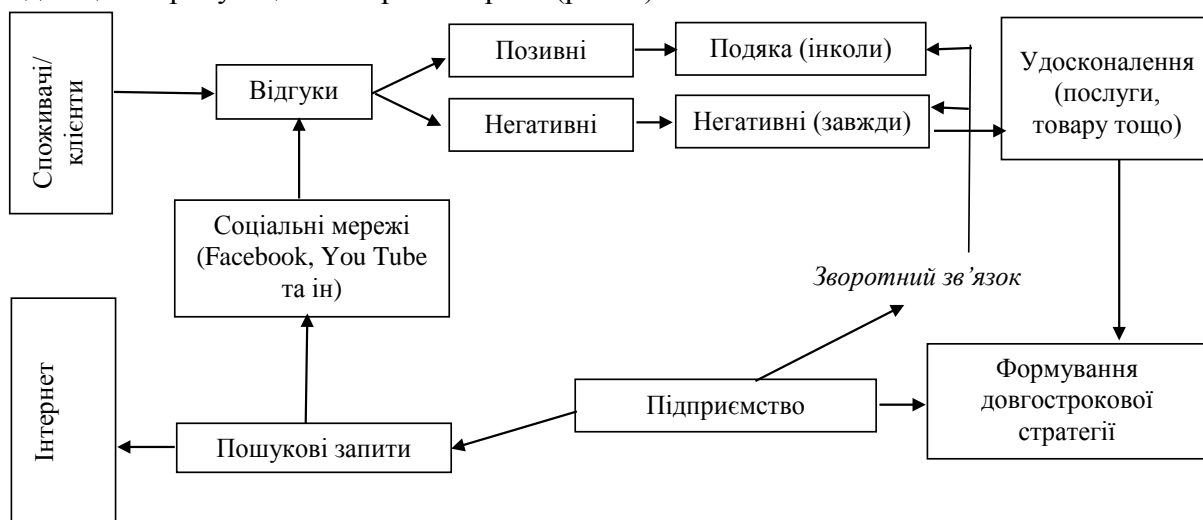 Споживачі/
клієнти
Відгуки
Позивні
Подяка (інколи)
Удосконалення
(послуги,
товару тощо)
Негативні
Негативні (завжди)
Соціальні мережі
(Facebook, You Tube
та ін)
Зворотний зв’язок
Інтернет
Пошукові запити
Підприємство
Формування
довгострокової
стратегії